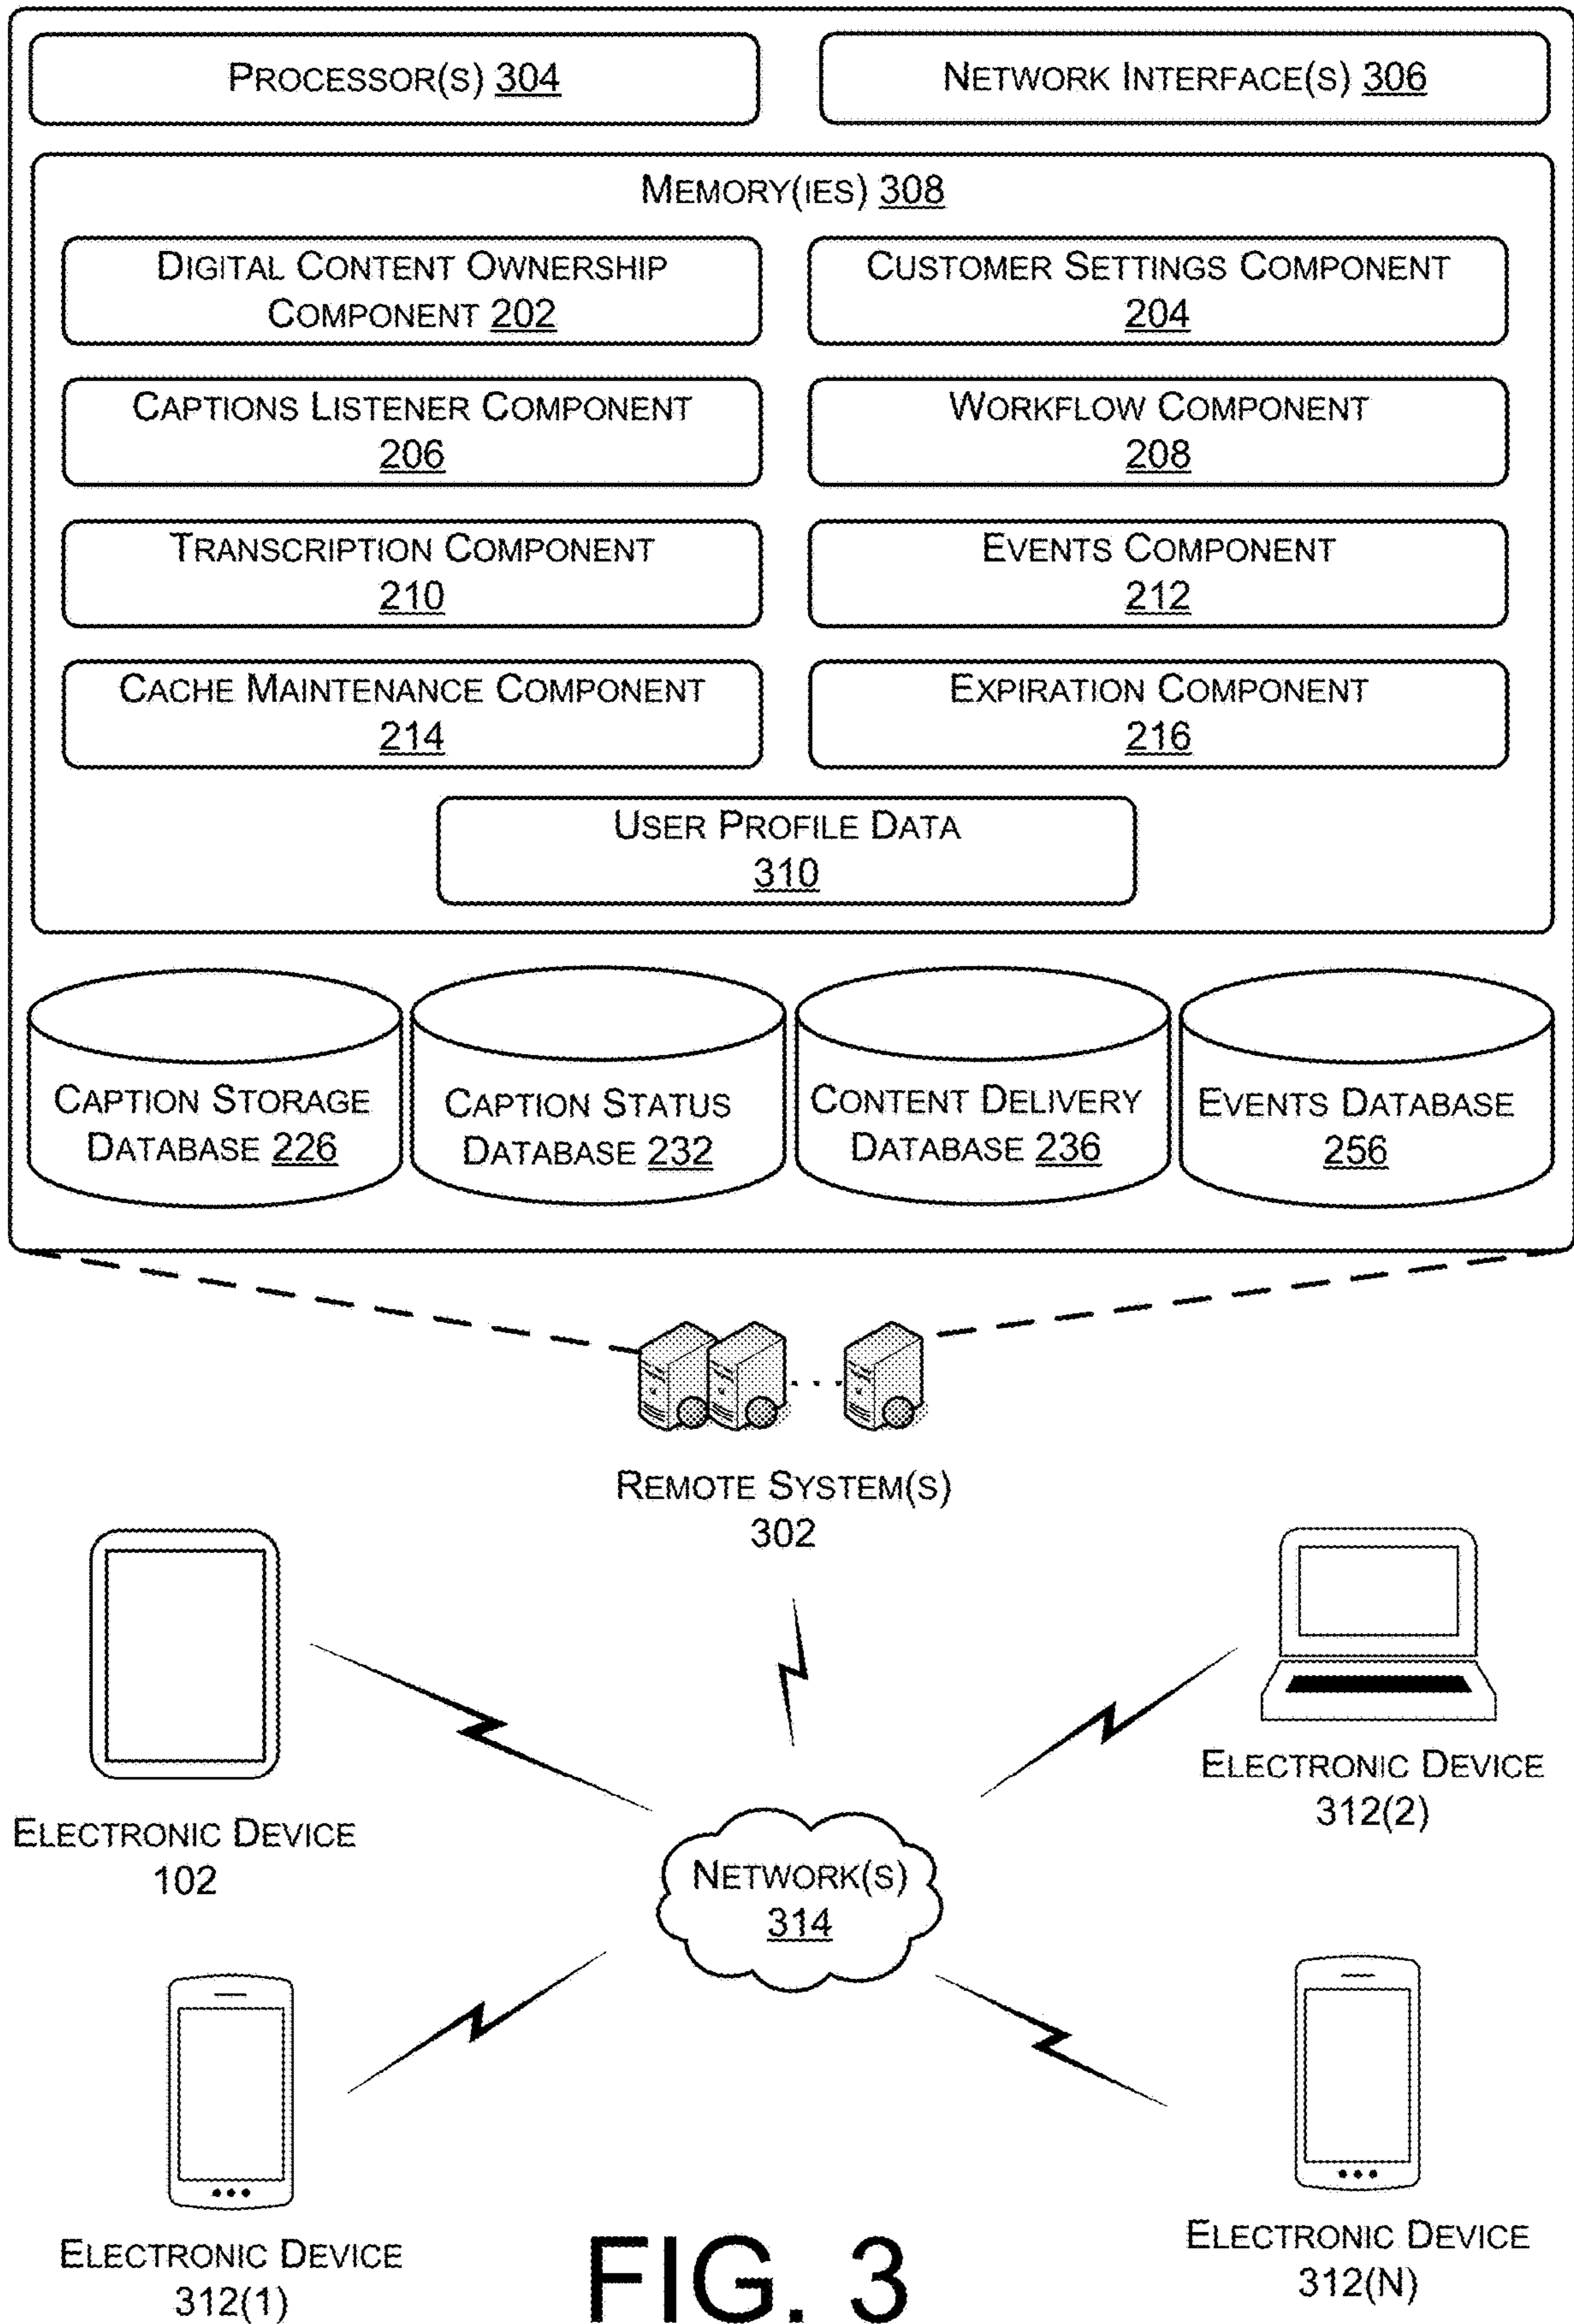 PROCESSOR(S) 304
NETWORK INTERFACE(S) 306
MEMORY(IES) 308
DIGITAL CONTENT OWNERSHIP
COMPONENT 202
CUSTOMER SETTINGS COMPONENT
204
CAPTIONS LISTENER COMPONENT
206
WORKFLOW COMPONENT
208
TRANSCRIPTION COMPONENT
210
EVENTS COMPONENT
212
CACHE MAINTENANCE COMPONENT
214
EXPIRATION COMPONENT
216
USER PROFILE DATA
310
CAPTION STORAGE
DATABASE 226
CAPTION STATUS
DATABASE 232
CONTENT DELIVERY
DATABASE 236
EVENTS DATABASE
256
REMOTE SYSTEM(S)
302
ELECTRONIC DEVICE
102
ELECTRONIC DEVICE
312(2)
NETWORK(S)
314
ELECTRONIC DEVICE
312(1)
ELECTRONIC DEVICE
312(N)
FIG. 3